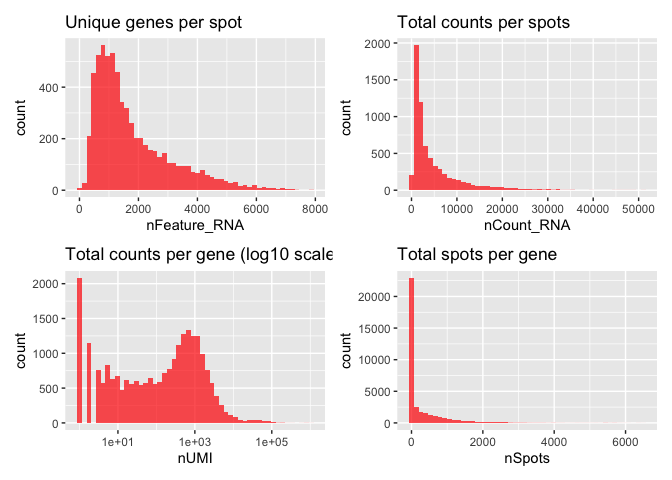 Unique genes per spot
Total counts per spots
count
400
200
0
0
2000
4000
6000
8000
nFeature_RNA
count
2000
1500
1000
500
0
0
10000
20000
30000
40000
50000
nCount_RNA
Total counts per gene (log10 scale
Total spots per gene
count
2000
1500
1000
500
0
1e+01
1e+03
1e+05
nUMI
count
20000
15000
10000
5000
0
0
2000
4000
6000
nSpots